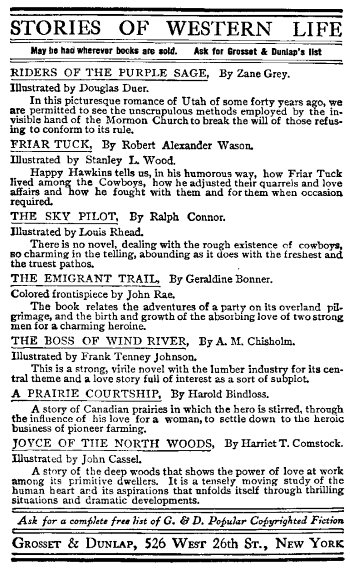 STORIES OF WESTERN LIFE
May be had wherever books are sold. Ask for Grosset & Dunlap's list
RIDERS OF THE PURPLE SAGE, By Zane Grey.
Illustrated by Douglas Duer.
In this picturesque romance of Utah of some forty years ago, we
are permitted to see the unscrupulous methods employed by the in-
visible hand of the Mormon Church to break the will of those refus-
ing to conform to its rule.
FRIAR TUCK, By Robert Alexander Wason.
Illustrated by Stanley L. Wood.
Happy Hawkins tells us, in his humorous way, how Friar Tuck
lived among the Cowboys, how he adjusted their quarrels and love
affairs and how he fought with them and for them when occasion
required.
THE SKY PILOT, By Ralph Connor.
Illustrated by Louis Rhead.
There is no novel, dealing with the rough existence of cowboys,
so charming in the telling, abounding as it does with the freshest and
the truest pathos.
THE EMIGRANT TRAIL, By Geraldine Bonner.
Colored frontispiece by John Rae.
The book relates the adventures of a party on its overland pil-
grimage, and the birth and growth of the absorbing love of two strong
men for a charming heroine.
THE BOSS OF WIND RIVER, By A. M. Chisholm.
Illustrated by Frank Tenney Johnson.
This is a strong, virile novel with the lumber industry for its cen-
tral theme and a love story full of interest as a sort of subplot.
A PRAIRIE COURTSHIP, By Harold Bindloss.
A story of Canadian prairies in which the hero is stirred, through
the influence of his love for a woman, to settle down to the heroic
business of pioneer farming.
JOYCE OF THE NORTH WOODS, By Harriet T. Comstock.
Illustrated by John Cassel.
A story of the deep woods that shows the power of love at work
among its primitive dwellers. It is a tensely moving study of the
human heart and its aspirations that unfolds itself through thrilling
situations and dramatic developments.
Ask for a complete free list of G. & D. Popular Copyrighted Fiction
GROSSET & DUNLAP, 526 WEST 26th ST., NEW YORK